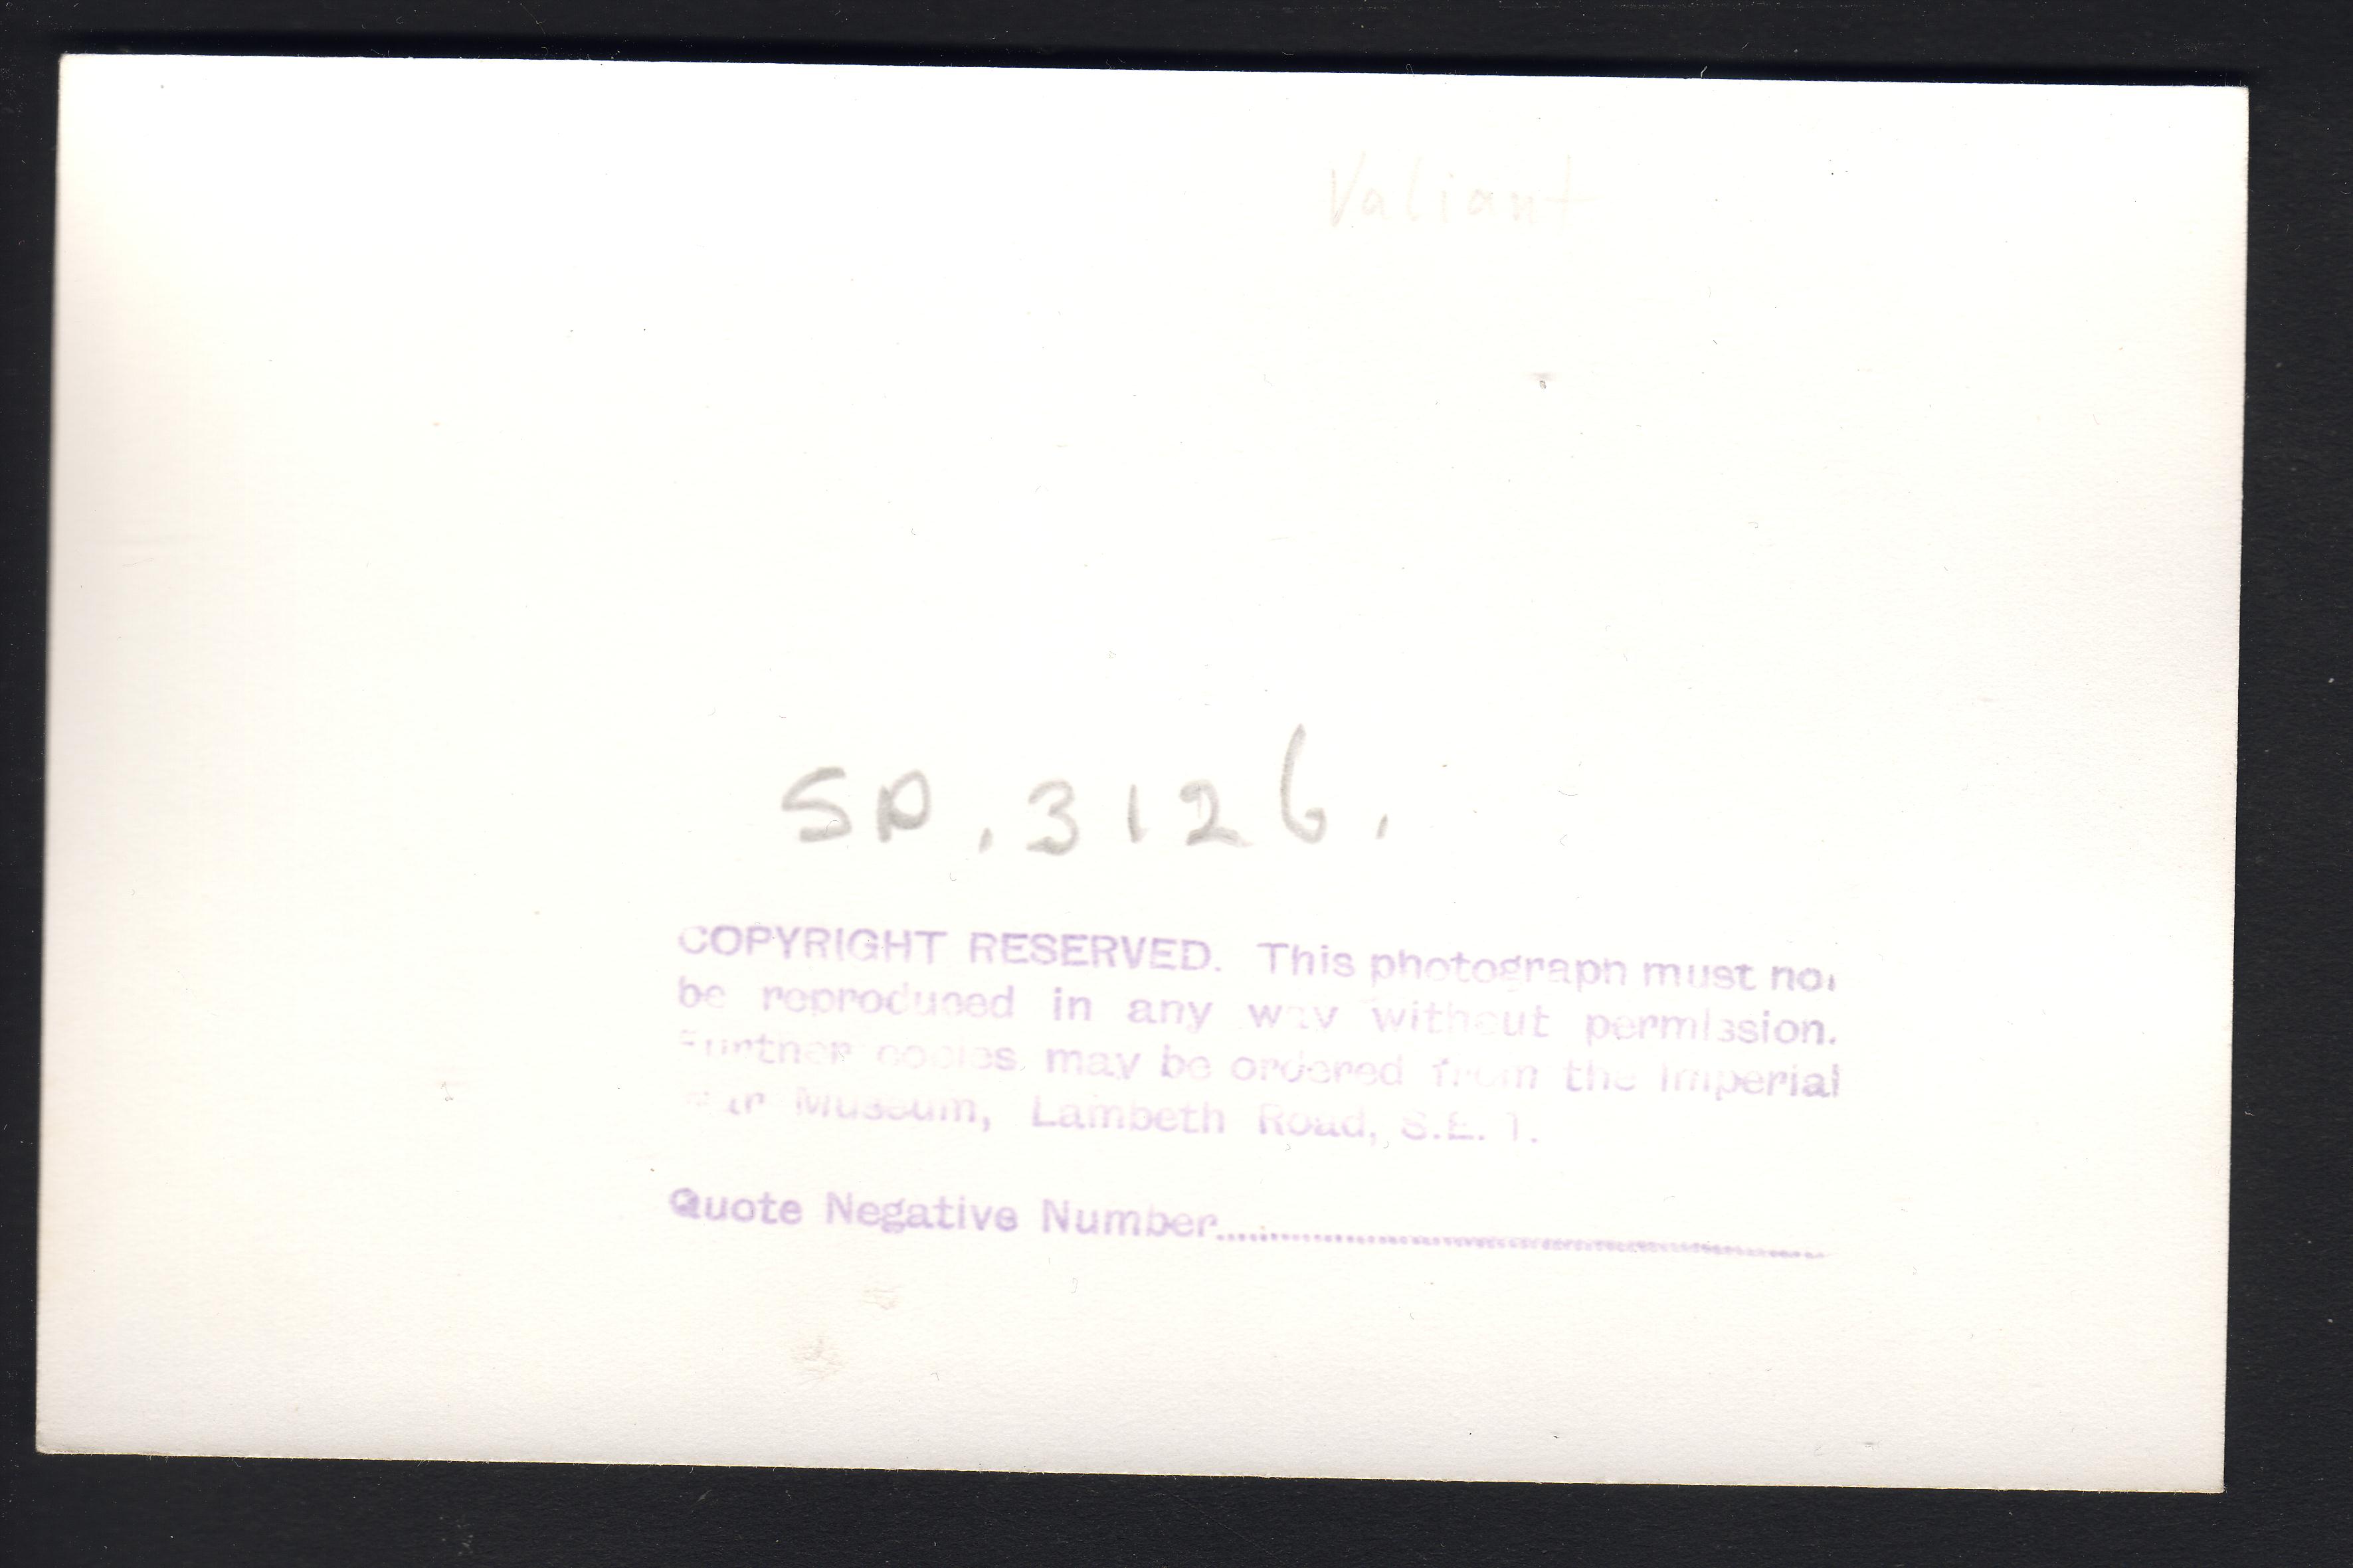 Valiant
SP. 3126.
COPYRIGHT RESERVED. This photograph must not
be reproduced in any way without permission.
Further copies may be ordered from the Imperial
War Museum, Lambeth Road, S.E. 1.
Quote Negative Number..........................................